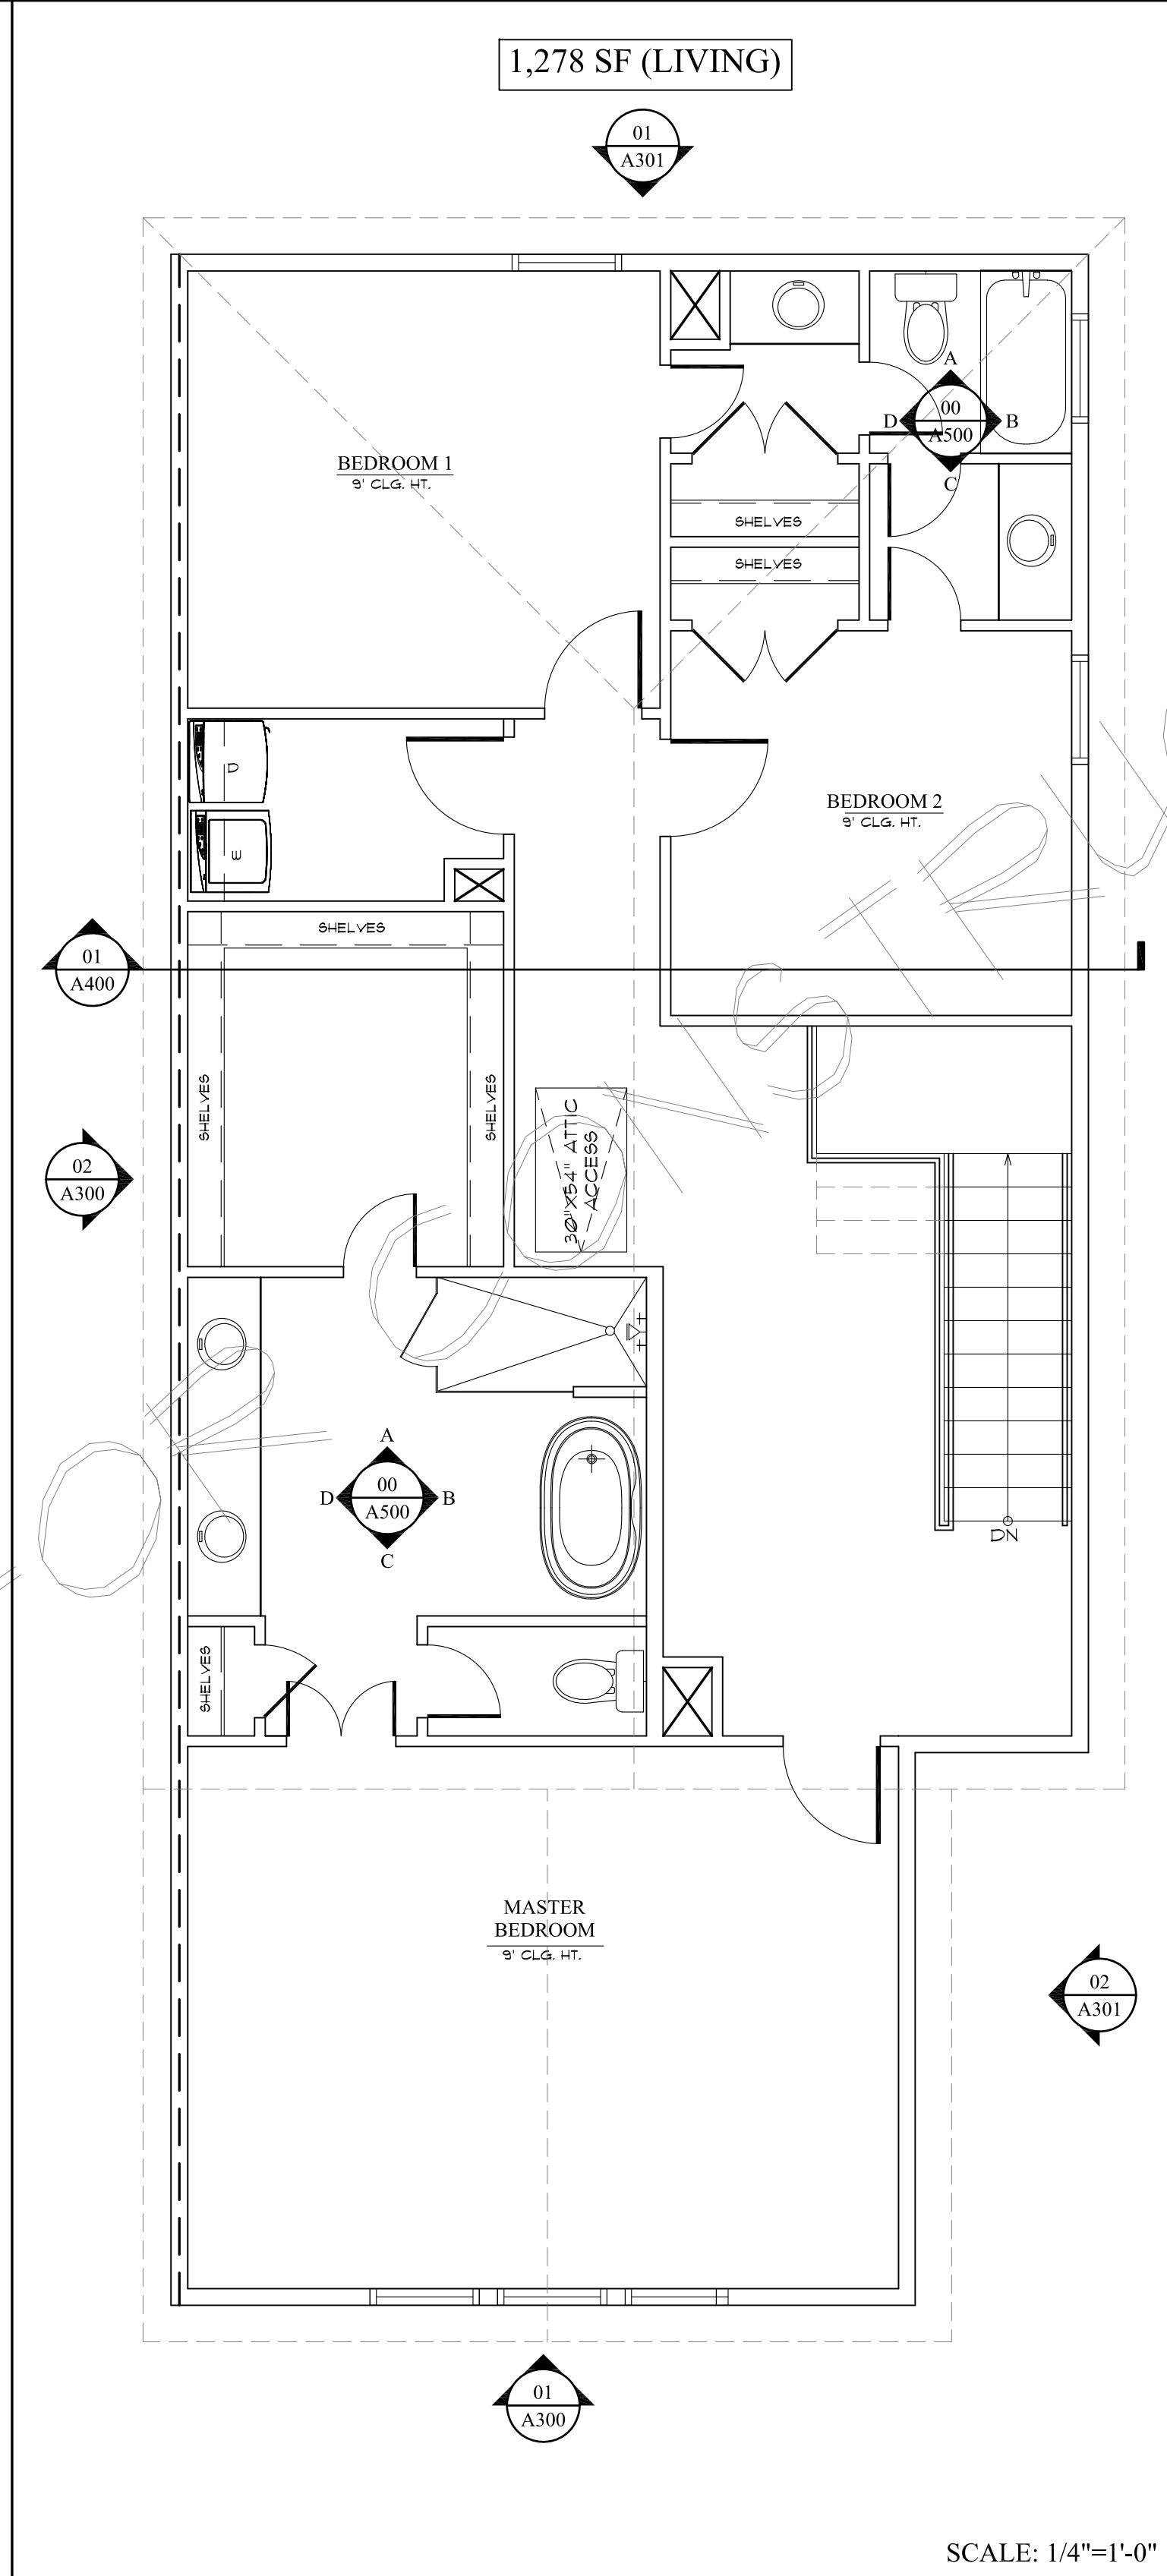 1,278 SF (LIVING)
01
A301
A
00
D
B
A500
C
BEDROOM 1
9' CLG. HT.
SHELVES
SHELVES
D
W
BEDROOM 2
9' CLG. HT.
SHELVES
01
A400
SHELVES
SHELVES
30"X54" ATTIC
ACCESS
02
A300
A
00
D
B
A500
C
DN
SHELVES
MASTER
BEDROOM
9' CLG. HT.
02
A301
01
A300
SCALE: 1/4"=1'-0"